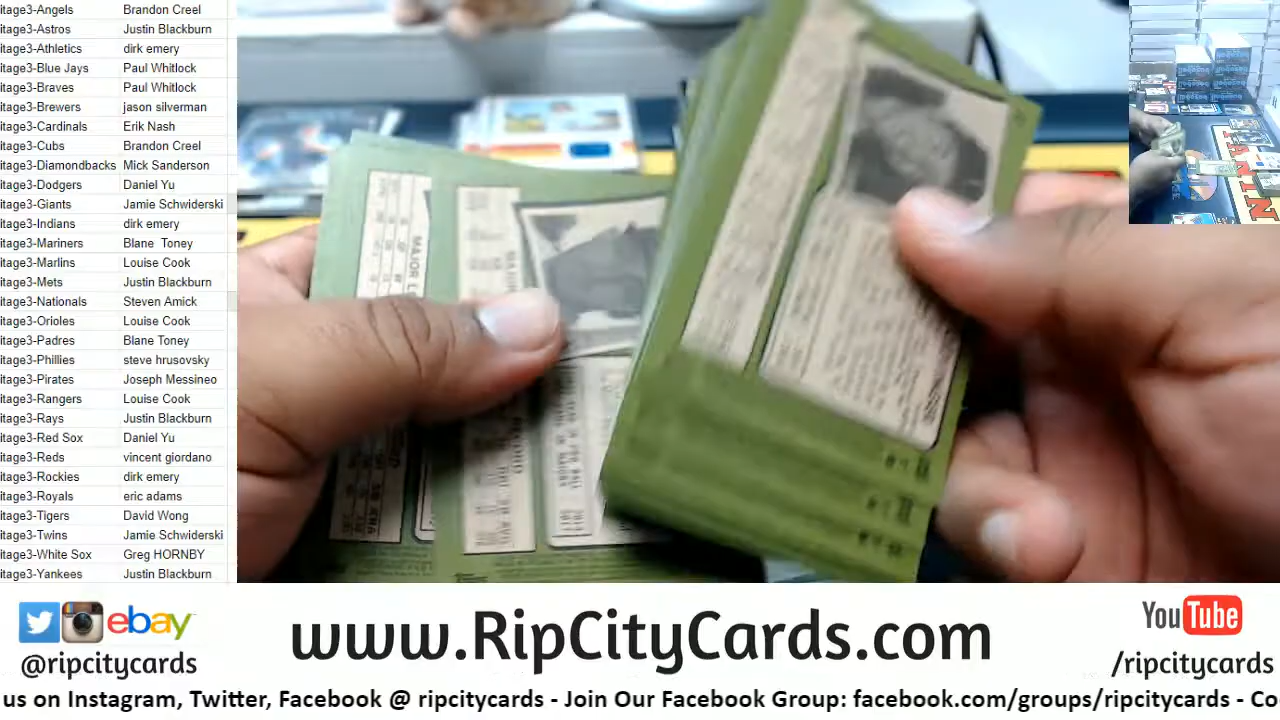 itage3-Angels Brandon Creel
itage3-Astros Justin Blackburn
itage3-Athletics dirk emery
itage3-Blue Jays Paul Whitlock
itage3-Braves Paul Whitlock
itage3-Brewers jason silverman
itage3-Cardinals Erik Nash
itage3-Cubs Brandon Creel
itage3-Diamondbacks Mick Sanderson
itage3-Dodgers Daniel Yu
itage3-Giants Jamie Schwiderski
itage3-Indians dirk emery
itage3-Mariners Blane Toney
itage3-Marlins Louise Cook
itage3-Mets Justin Blackburn
itage3-Nationals Steven Amick
itage3-Orioles Louise Cook
itage3-Padres Blane Toney
itage3-Phillies steve hrusovsky
itage3-Pirates Joseph Messineo
itage3-Rangers Louise Cook
itage3-Rays Justin Blackburn
itage3-Red Sox Daniel Yu
itage3-Reds vincent giordano
itage3-Rockies dirk emery
itage3-Royals eric adams
itage3-Tigers David Wong
itage3-Twins Jamie Schwiderski
itage3-White Sox Greg HORNBY
itage3-Yankees Justin Blackburn
MAJOR
ebay
@ripcitycards
www.RipCityCards.com
YouTube
/ripcitycards
us on Instagram, Twitter, Facebook @ ripcitycards - Join Our Facebook Group: facebook.com/groups/ripcitycards - Co